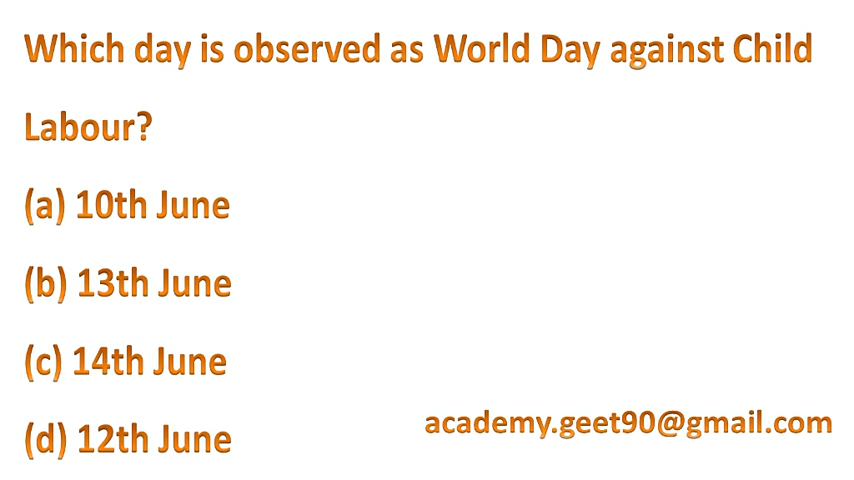 Which day is observed as World Day against Child
Labour?
(a) 10th June
(b) 13th June
(c) 14th June
(d) 12th June
academy.geet90@gmail.com